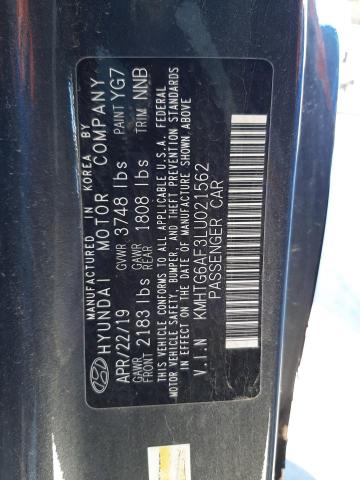 MANUFACTURED IN KOREA BY
HYUNDAI MOTOR COMPANY
APR/22/19 GVWR 3748 lbs PAINT YG7
GAWR FRONT 2183 lbs GAWR REAR 1808 lbs TRIM NNB
THIS VEHICLE CONFORMS TO ALL APPLICABLE U.S.A. FEDERAL
MOTOR VEHICLE SAFETY, BUMPER, AND THEFT PREVENTION STANDARDS
IN EFFECT ON THE DATE OF MANUFACTURE SHOWN ABOVE
V.I.N KMHTG6AF3LU021562
PASSENGER CAR